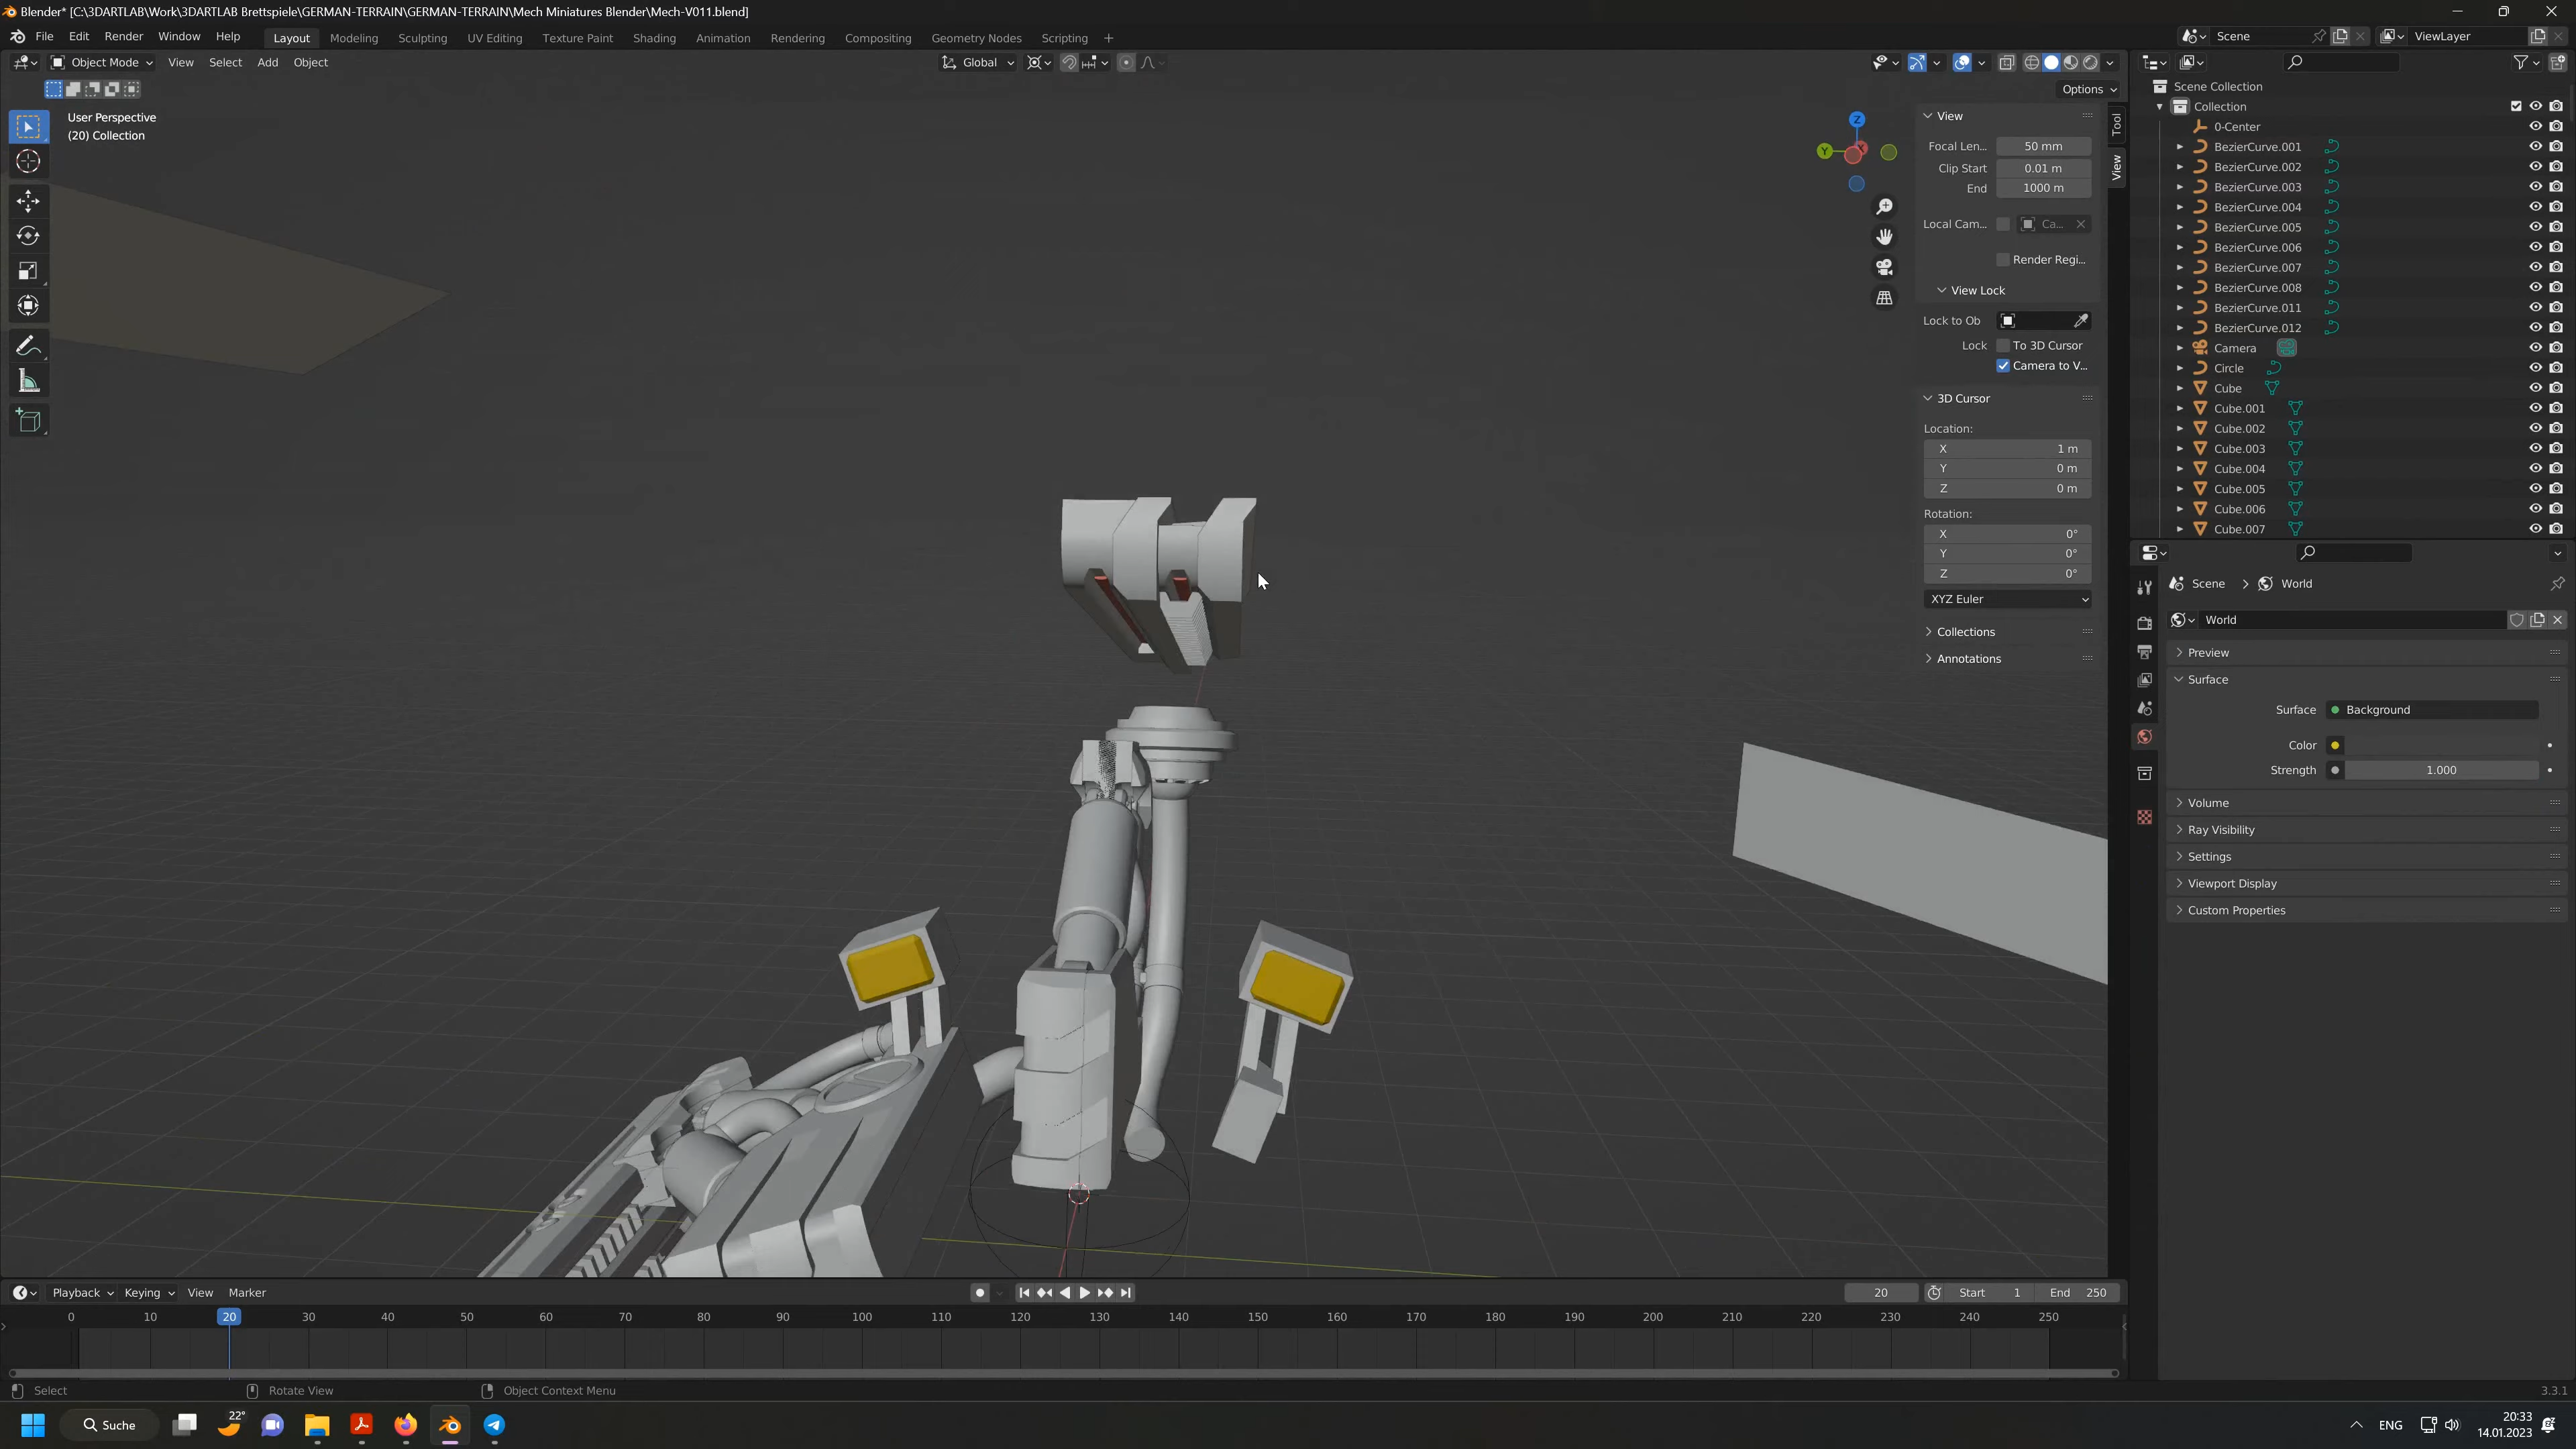 Blender* [C:\3DARTLAB\Work\3DARTLAB Brettspiele\GERMAN-TERRAIN\GERMAN-TERRAIN\Mech Miniatures Blender\Mech-V011.blend]
File Edit Render Window Help Layout Modeling Sculpting UV Editing Texture Paint Shading Animation Rendering Compositing Geometry Nodes Scripting + Scene ViewLayer
Object Mode View Select Add Object Global
Options
User Perspective
(20) Collection
Z
Y
X
View
Focal Len... 50 mm
Clip Start 0.01 m
End 1000 m
Local Cam... Ca...
Render Regi...
View Lock
Lock to Ob
Lock To 3D Cursor
Camera to V...
3D Cursor
Location:
X 1 m
Y 0 m
Z 0 m
Rotation:
X 0°
Y 0°
Z 0°
XYZ Euler
Collections
Annotations
Tool
View
Scene Collection
Collection
0-Center
BezierCurve.001
BezierCurve.002
BezierCurve.003
BezierCurve.004
BezierCurve.005
BezierCurve.006
BezierCurve.007
BezierCurve.008
BezierCurve.011
BezierCurve.012
Camera
Circle
Cube
Cube.001
Cube.002
Cube.003
Cube.004
Cube.005
Cube.006
Cube.007
Scene > World
World
Preview
Surface
Surface Background
Color
Strength 1.000
Volume
Ray Visibility
Settings
Viewport Display
Custom Properties
Playback Keying View Marker 20 Start 1 End 250
0 10 20 30 40 50 60 70 80 90 100 110 120 130 140 150 160 170 180 190 200 210 220 230 240 250
Select Rotate View Object Context Menu 3.3.1
Suche 22° ENG 20:33
14.01.2023